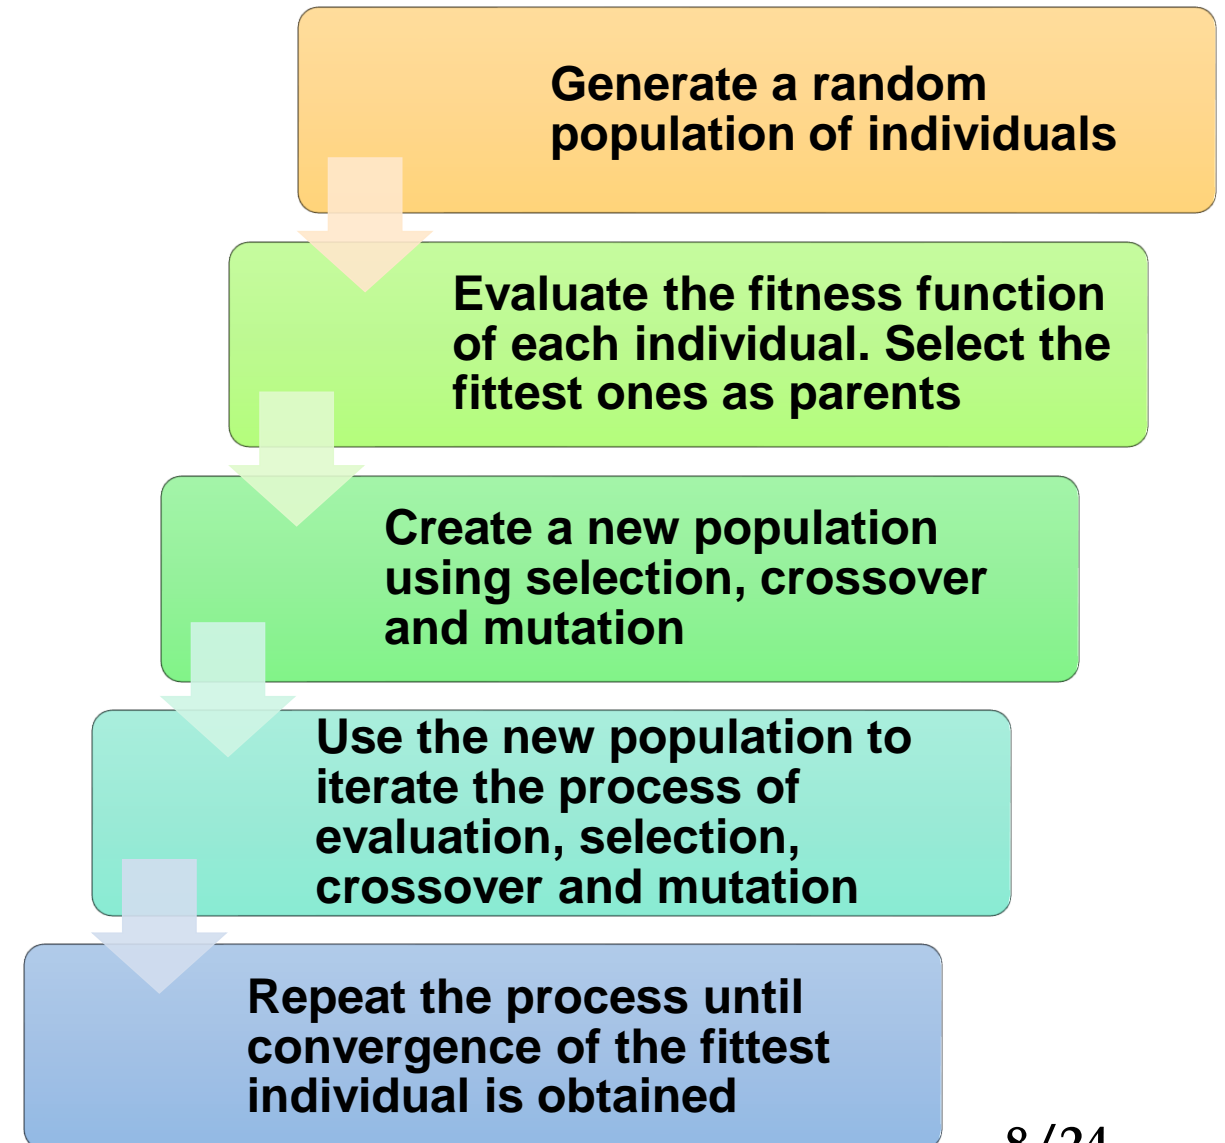 Generate a random
population of individuals
Evaluate the fitness function
of each individual. Select the
fittest ones as parents
Create a new population
using selection, crossover
and mutation
Use the new population to
iterate the process of
evaluation, selection,
crossover and mutation
Repeat the process until
convergence of the fittest
individual is obtained
8/24